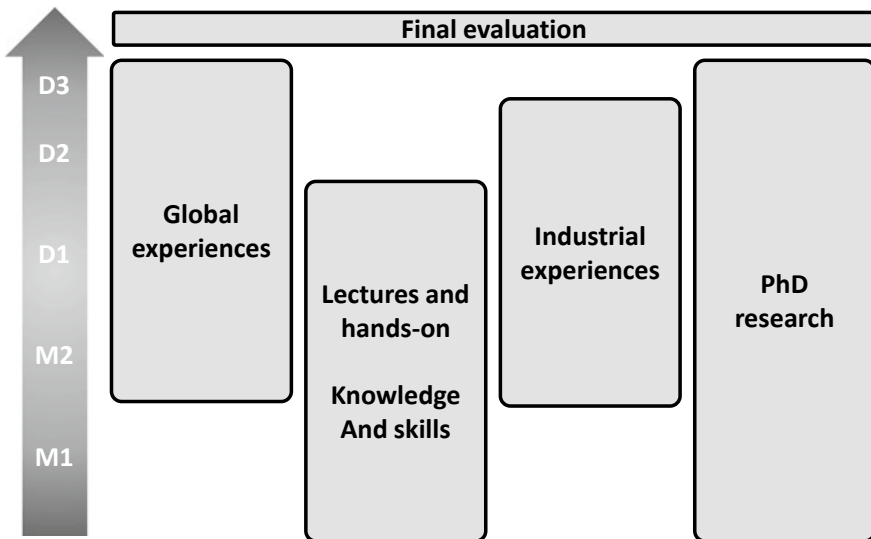 Final evaluation
D3
D2
D1
M2
M1
Global
experiences
Lectures and
hands-on
Knowledge
And skills
Industrial
experiences
PhD
research